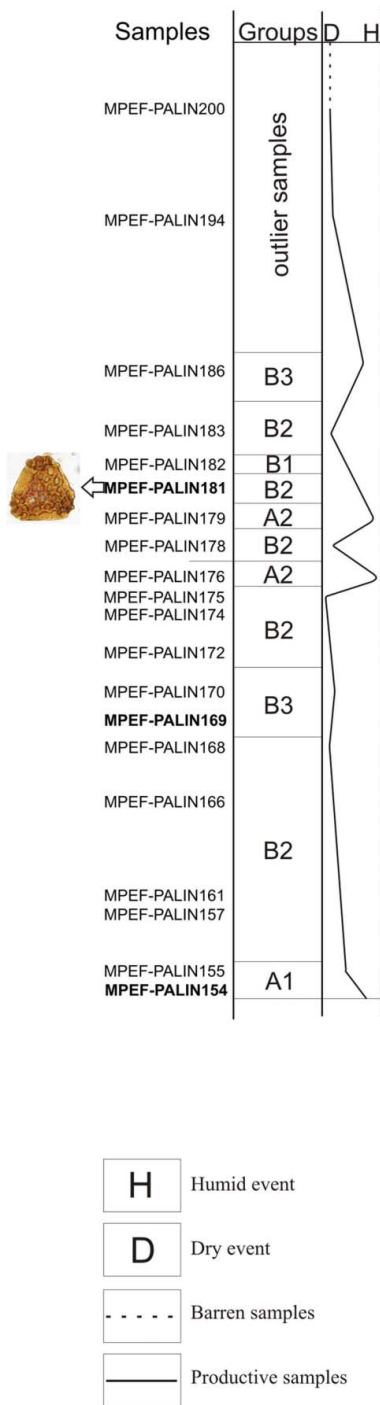 Samples Groups D H
MPEF-PALIN200
outlier samples
MPEF-PALIN194
MPEF-PALIN186
B3
MPEF-PALIN183
B2
MPEF-PALIN182
B1
MPEF-PALIN181
B2
MPEF-PALIN179
A2
MPEF-PALIN178
B2
MPEF-PALIN176
A2
MPEF-PALIN175
MPEF-PALIN174
B2
MPEF-PALIN172
MPEF-PALIN170
B3
MPEF-PALIN169
MPEF-PALIN168
MPEF-PALIN166
B2
MPEF-PALIN161
MPEF-PALIN157
MPEF-PALIN155
A1
MPEF-PALIN154
H Humid event
D Dry event
Barren samples
Productive samples